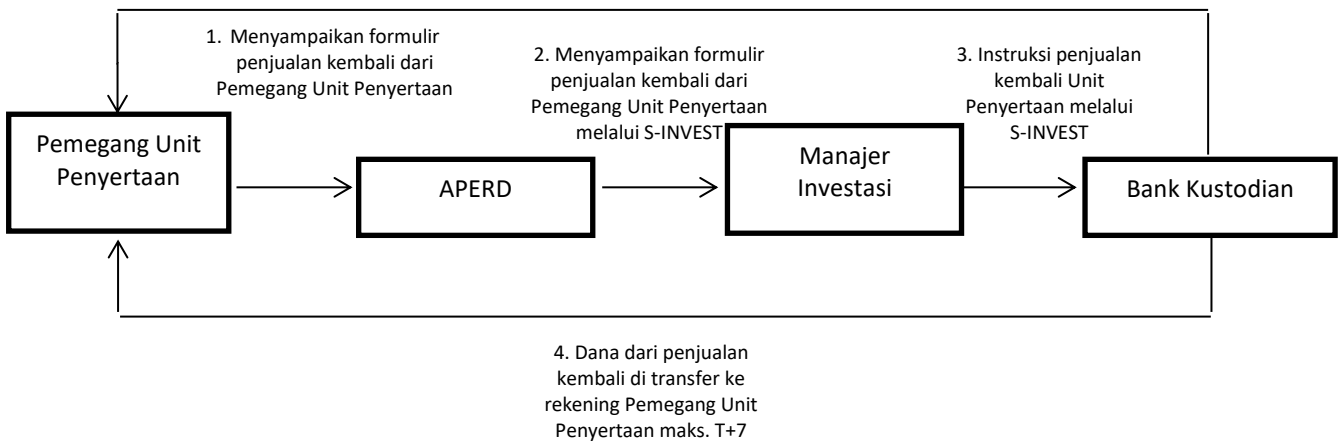 1. Menyampaikan formulir
penjualan kembali dari
Pemegang Unit Penyertaan
2. Menyampaikan formulir
penjualan kembali dari
Pemegang Unit Penyertaan
melalui S-INVEST
3. Instruksi penjualan
kembali Unit
Penyertaan melalui
S-INVEST
Pemegang Unit
Penyertaan
APERD
Manajer
Investasi
Bank Kustodian
4. Dana dari penjualan
kembali di transfer ke
rekening Pemegang Unit
Penyertaan maks. T+7